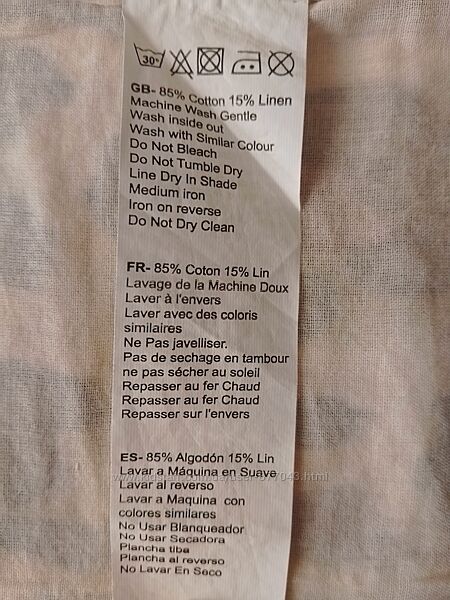 30°
GB- 85% Cotton 15% Linen
Machine Wash Gentle
Wash inside out
Wash with Similar Colour
Do Not Bleach
Do Not Tumble Dry
Line Dry In Shade
Medium iron
Iron on reverse
Do Not Dry Clean
FR- 85% Coton 15% Lin
Lavage de la Machine Doux
Laver à l'envers
Laver avec des coloris
similaires
Ne Pas javelliser.
Pas de sechage en tambour
ne pas sécher au soleil
Repasser au fer Chaud
Repasser au fer Chaud
Repasser sur l'envers
ES- 85% Algodón 15% Lin
Lavar a Máquina en Suave
Lavar al reverso
Lavar a Maquina con
colores similares
No Usar Blanqueador
No Usar Secadora
Plancha tiba
Plancha al reverso
No Lavar En Seco